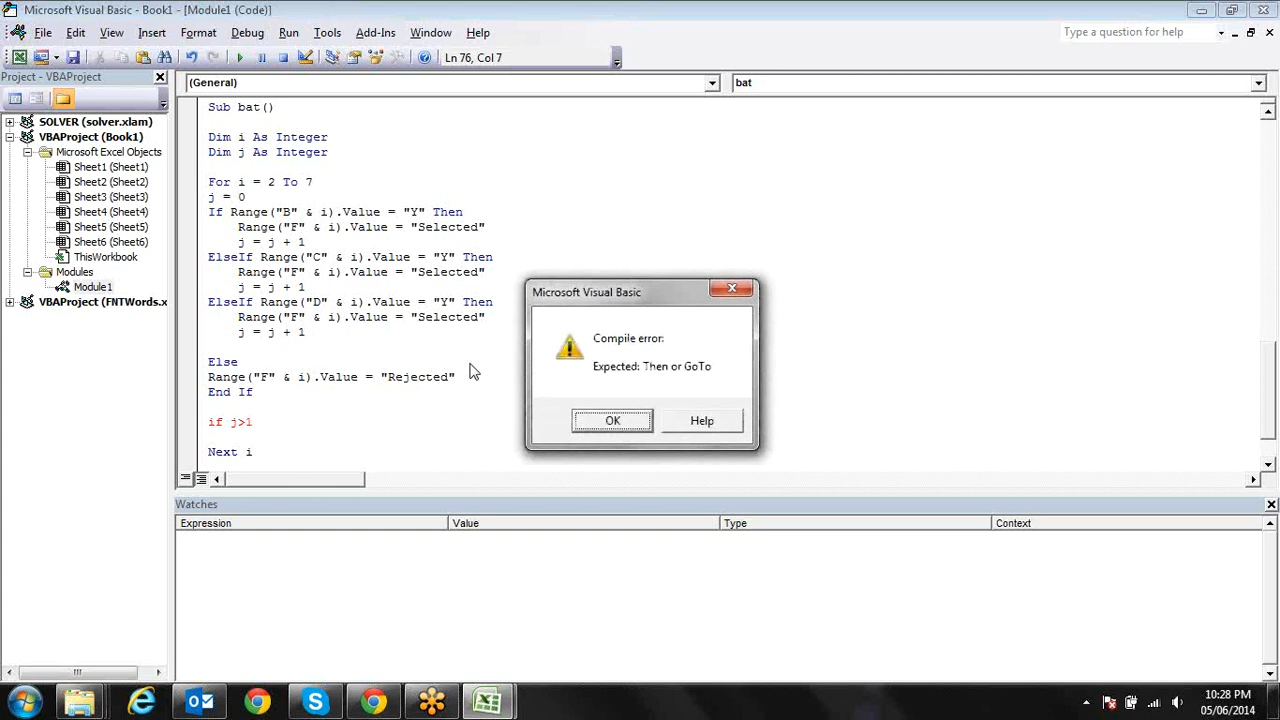 Microsoft Visual Basic - Book1 - [Module1 (Code)]
File Edit View Insert Format Debug Run Tools Add-Ins Window Help
Type a question for help
Ln 76, Col 7
Project - VBAProject
(General)
bat
SOLVER (solver.xlam)
VBAProject (Book1)
Microsoft Excel Objects
Sheet1 (Sheet1)
Sheet2 (Sheet2)
Sheet3 (Sheet3)
Sheet4 (Sheet4)
Sheet5 (Sheet5)
Sheet6 (Sheet6)
ThisWorkbook
Modules
Module1
VBAProject (FNTWords.x
Sub bat()
Dim i As Integer
Dim j As Integer
For i = 2 To 7
j = 0
If Range("B" & i).Value = "Y" Then
Range("F" & i).Value = "Selected"
j = j + 1
ElseIf Range("C" & i).Value = "Y" Then
Range("F" & i).Value = "Selected"
j = j + 1
ElseIf Range("D" & i).Value = "Y" Then
Range("F" & i).Value = "Selected"
j = j + 1
Else
Range("F" & i).Value = "Rejected"
End If
if j>1
Next i
Microsoft Visual Basic
Compile error:
Expected: Then or GoTo
OK
Help
Watches
Expression Value Type Context
10:28 PM
05/06/2014